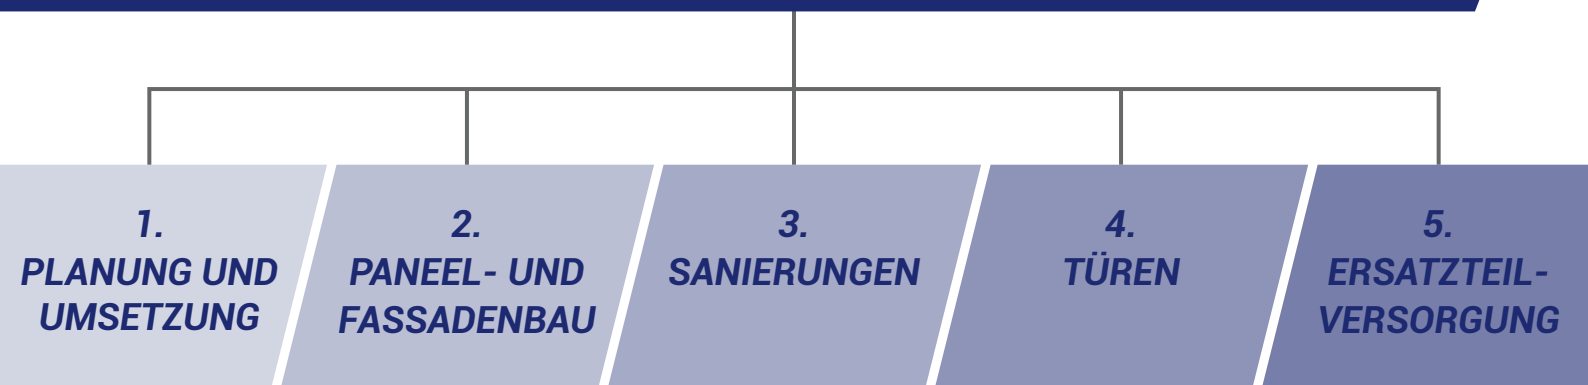 1.
PLANUNG UND
UMSETZUNG
2.
PANEEL- UND
FASSADENBAU
3.
SANIERUNGEN
4.
TÜREN
5.
ERSATZTEIL-
VERSORGUNG